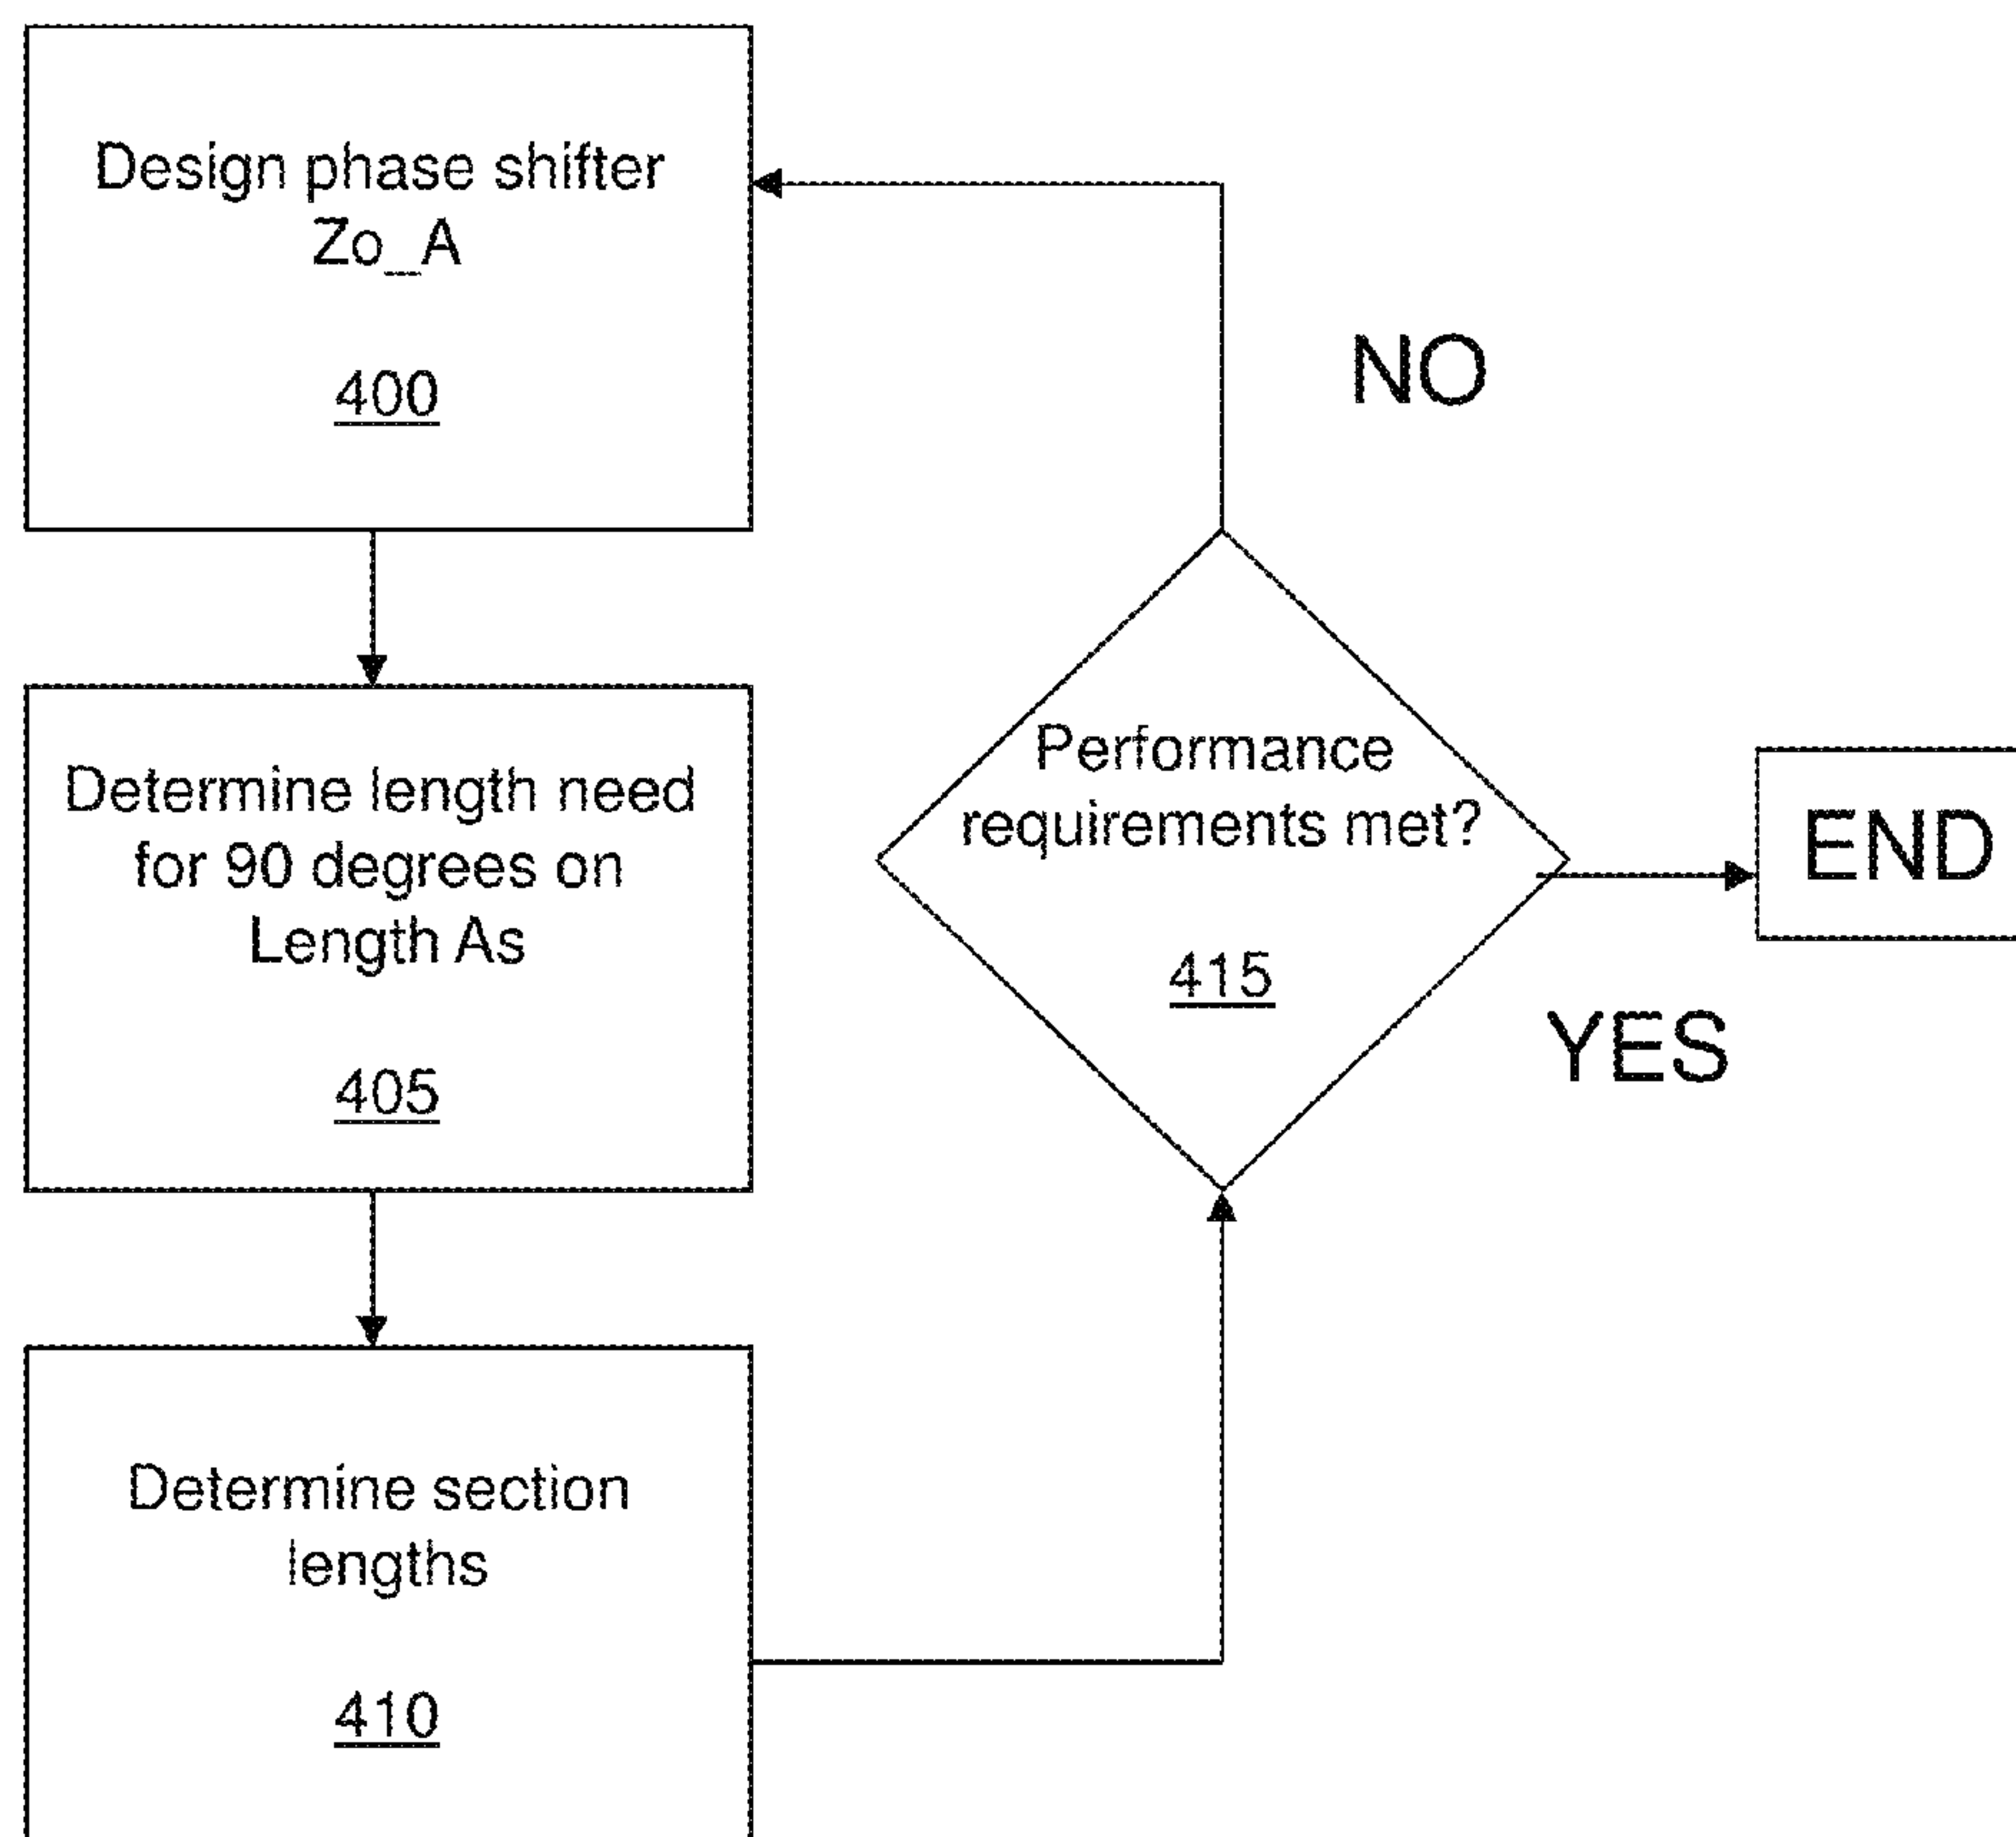 Design phase shifter
Zo_A
400
Determine length need
for 90 degrees on
Length As
405
Determine section
lengths
410
Performance
requirements met?
415
NO
YES
END